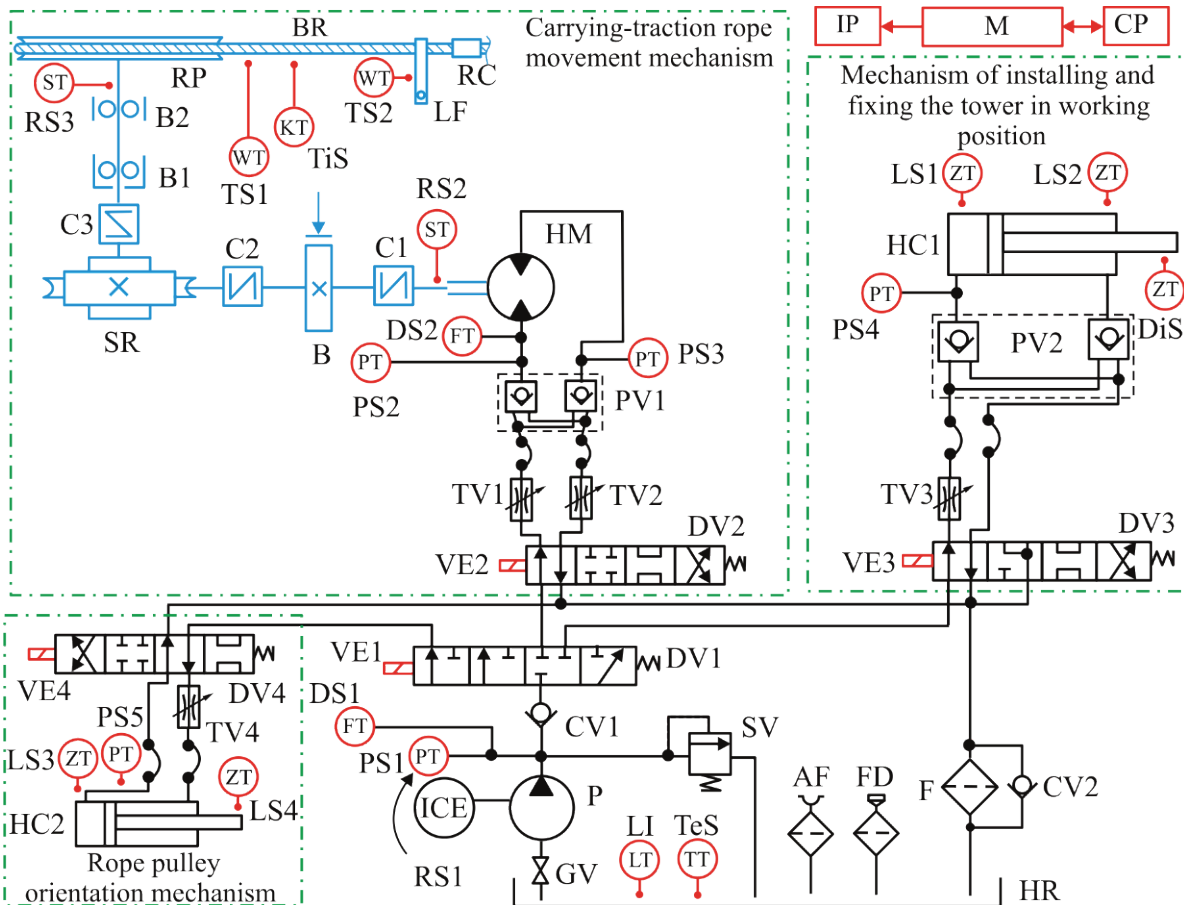 BR
Carrying-traction rope
movement mechanism
IP
M
CP
RP
RC
ST
RS3
B2
WT
TS2
LF
KT
TiS
WT
TS1
B1
RS2
ST
C3
C2
C1
HM
SR
B
DS2
FT
PT
PS2
PT
PS3
PV1
TV1
TV2
DV2
VE2
Mechanism of installing and
fixing the tower in working
position
LS1
ZT
LS2
ZT
HC1
PT
PS4
ZT
DiS
PV2
TV3
DV3
VE3
VE4
DV4
TV4
PS5
LS3
ZT
PT
ZT
LS4
HC2
Rope pulley
orientation mechanism
VE1
DV1
DS1
FT
CV1
SV
PS1
PT
ICE
P
RS1
GV
LI
LT
TeS
TT
AF
FD
F
CV2
HR